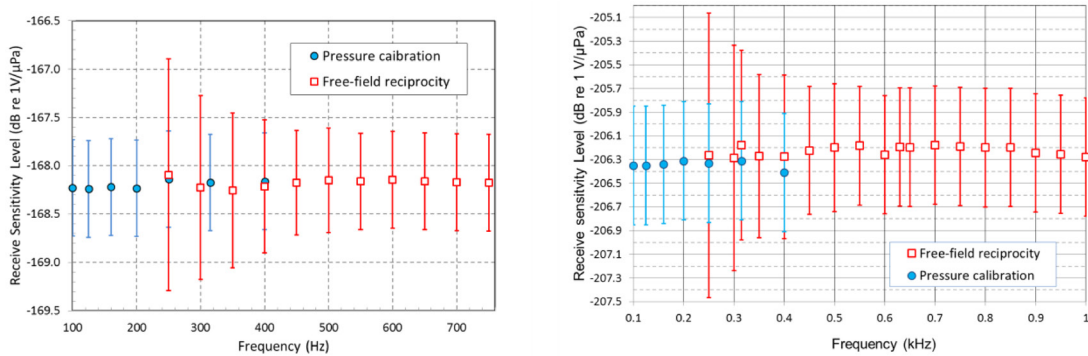 -166.5
-167.0
-167.5
-168.0
-168.5
-169.0
-169.5
Receive Sensitivity Level (dB re 1V/µPa)
Pressure caibration
Free-field reciprocity
100 200 300 400 500 600 700
Frequency (Hz)
-205.1
-205.3
-205.5
-205.7
-205.9
-206.1
-206.3
-206.5
-206.7
-206.9
-207.1
-207.3
-207.5
Receive sensitvity Level (dB re 1 V/µPa)
Free-field reciprocity
Pressure calibration
0.1 0.2 0.3 0.4 0.5 0.6 0.7 0.8 0.9 1
Frequency (kHz)